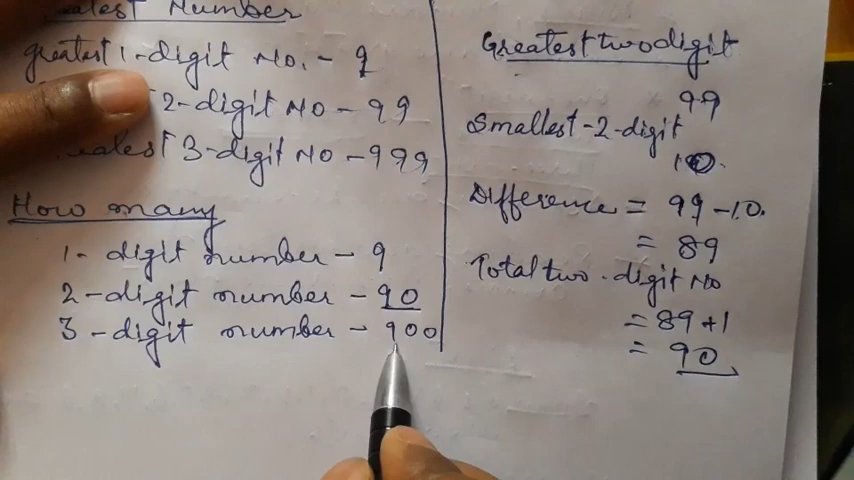 Number
greatest 1-digit No. - 9
2-digit NO - 99
3-digit NO - 999
How many
1- digit number - 9
2-digit number - 90
3-digit number - 900
Greatest two digit
99
Smallest-2-digit
10.
Difference = 99-10.
= 89
Total two-digit No
= 89+1
= 90